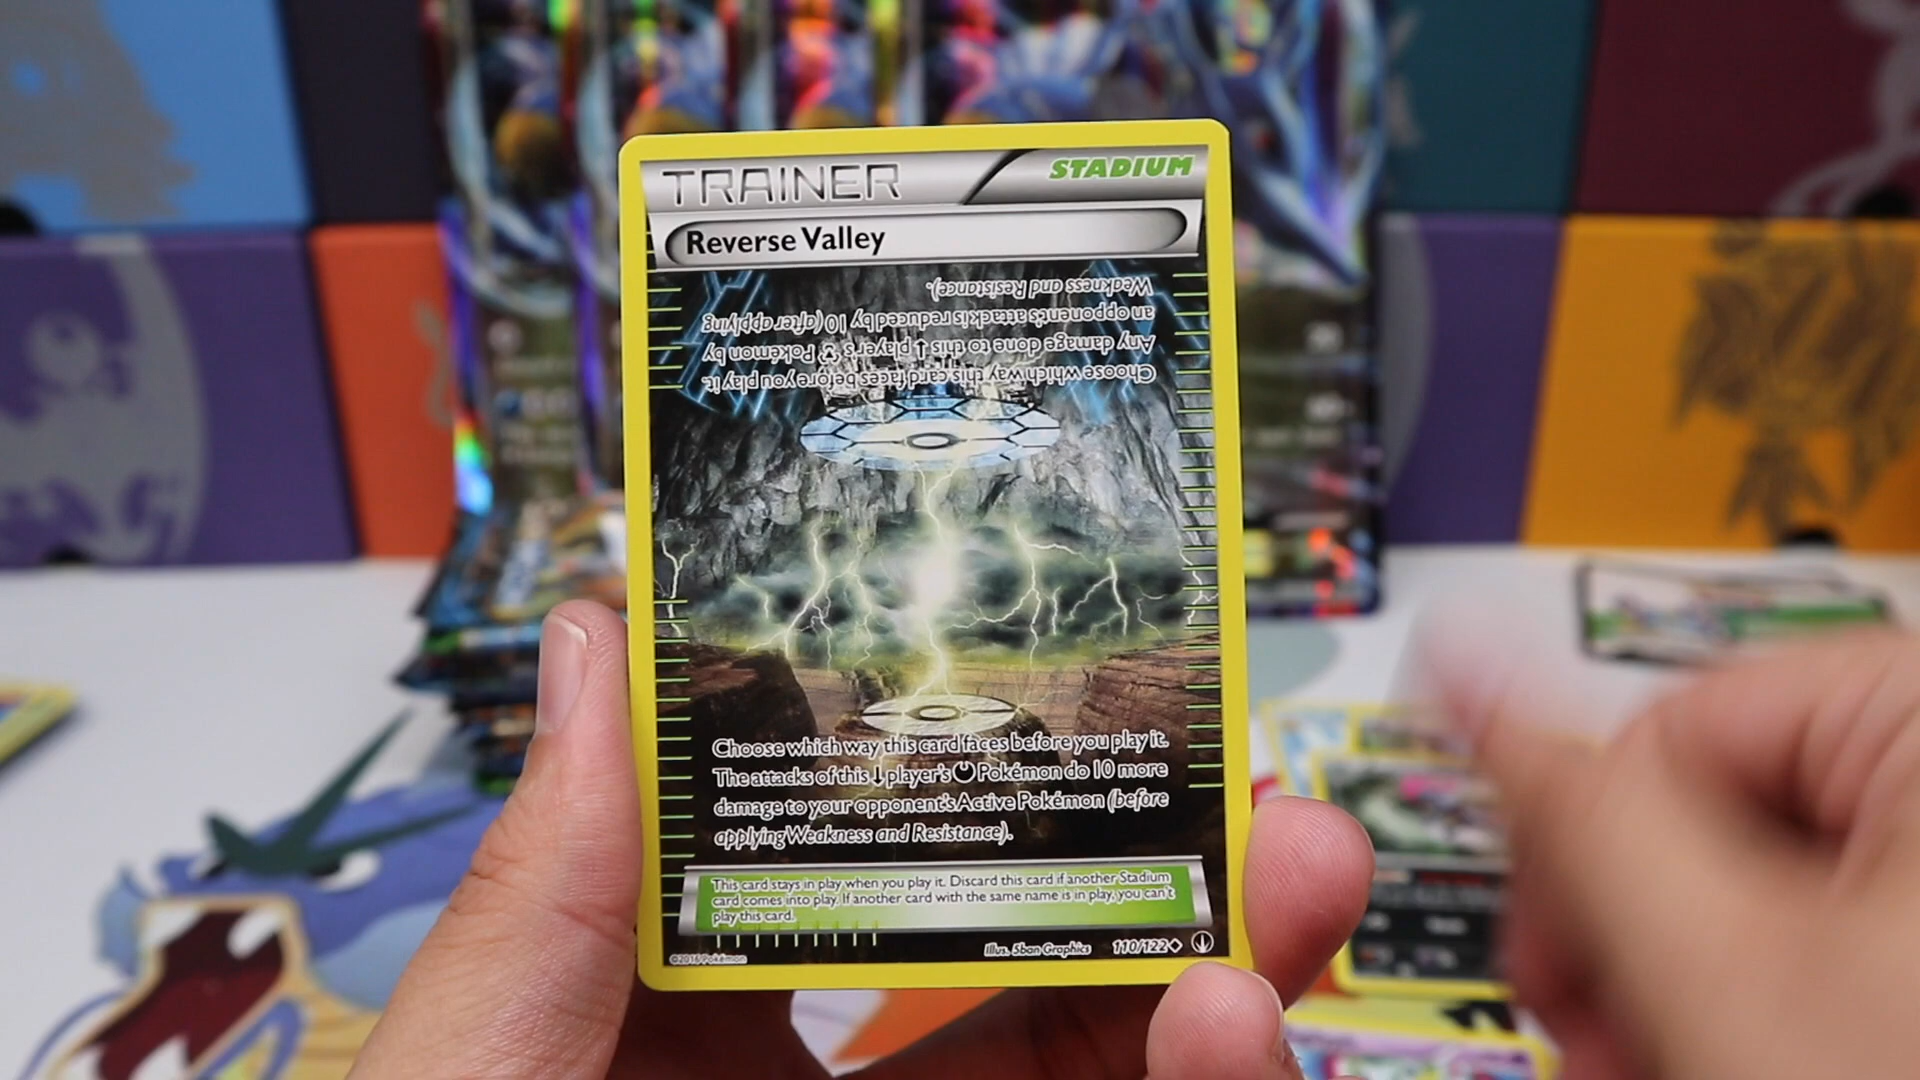 TRAINER
STADIUM
Reverse Valley
Choose which way this card faces before you play it.
Any damage done to this ↓ player's Pokémon by
an opponent's attack is reduced by 10 (after applying
Weakness and Resistance).
Choose which way this card faces before you play it.
The attacks of this ↓ player's Pokémon do 10 more
damage to your opponent's Active Pokémon (before
applying Weakness and Resistance).
This card stays in play when you play it. Discard this card if another Stadium
card comes into play. If another card with the same name is in play, you can't
play this card.
©2016 Pokémon
Illus. Sban Graphics
110/122